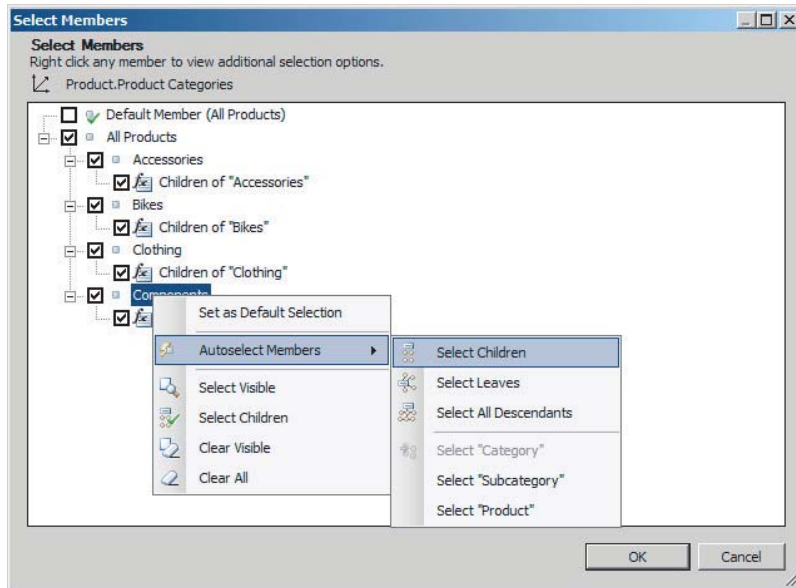 Select Members
Select Members
Right click any member to view additional selection options.
Product.Product Categories
Default Member (All Products)
All Products
Accessories
Children of "Accessories"
Bikes
Children of "Bikes"
Clothing
Children of "Clothing"
Components
Set as Default Selection
Autoselect Members
Select Visible
Select Children
Clear Visible
Clear All
Select Children
Select Leaves
Select All Descendants
Select "Category"
Select "Subcategory"
Select "Product"
OK
Cancel